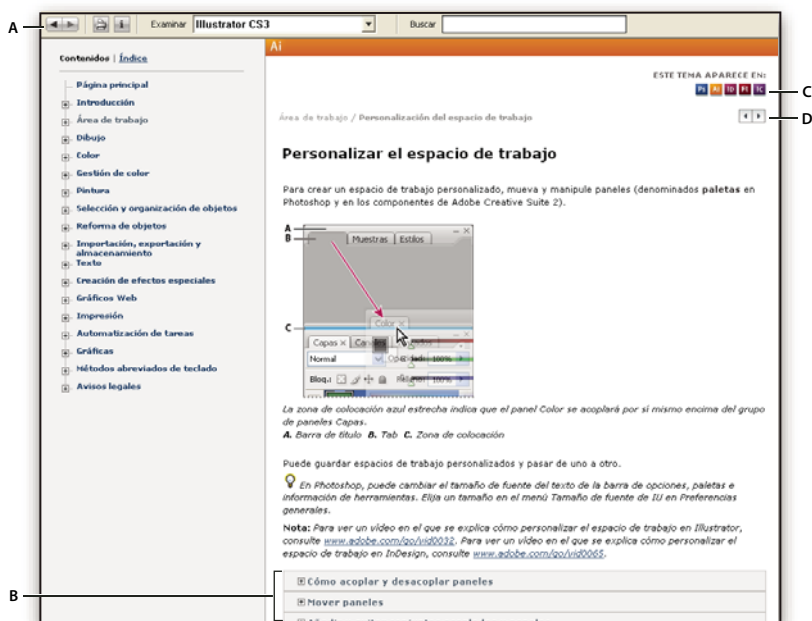 A
Examinar Illustrator CS3
Buscar
Contenidos | Índice
Página principal
Introducción
Área de trabajo
Dibujo
Color
Gestión de color
Pintura
Selección y organización de objetos
Reforma de objetos
Importación, exportación y
almacenamiento
Texto
Creación de efectos especiales
Gráficos Web
Impresión
Automatización de tareas
Gráficas
Métodos abreviados de teclado
Avisos legales
Ai
ESTE TEMA APARECE EN:
Ps Ai ID Fl TC
C
D
Área de trabajo / Personalización del espacio de trabajo
Personalizar el espacio de trabajo
Para crear un espacio de trabajo personalizado, mueva y manipule paneles (denominados paletas en
Photoshop y en los componentes de Adobe Creative Suite 2).
A
B
Muestras Estilos
Color
C
Capas
Normal
100%
Bloq.:
100%
La zona de colocación azul estrecha indica que el panel Color se acoplará por sí mismo encima del grupo
de paneles Capas.
A. Barra de título B. Tab C. Zona de colocación
Puede guardar espacios de trabajo personalizados y pasar de uno a otro.
En Photoshop, puede cambiar el tamaño de fuente del texto de la barra de opciones, paletas e
información de herramientas. Elija un tamaño en el menú Tamaño de fuente de IU en Preferencias
generales.
Nota: Para ver un vídeo en el que se explica cómo personalizar el espacio de trabajo en Illustrator,
consulte www.adobe.com/go/vid0032. Para ver un vídeo en el que se explica cómo personalizar el
espacio de trabajo en InDesign, consulte www.adobe.com/go/vid0065.
B
Cómo acoplar y desacoplar paneles
Mover paneles